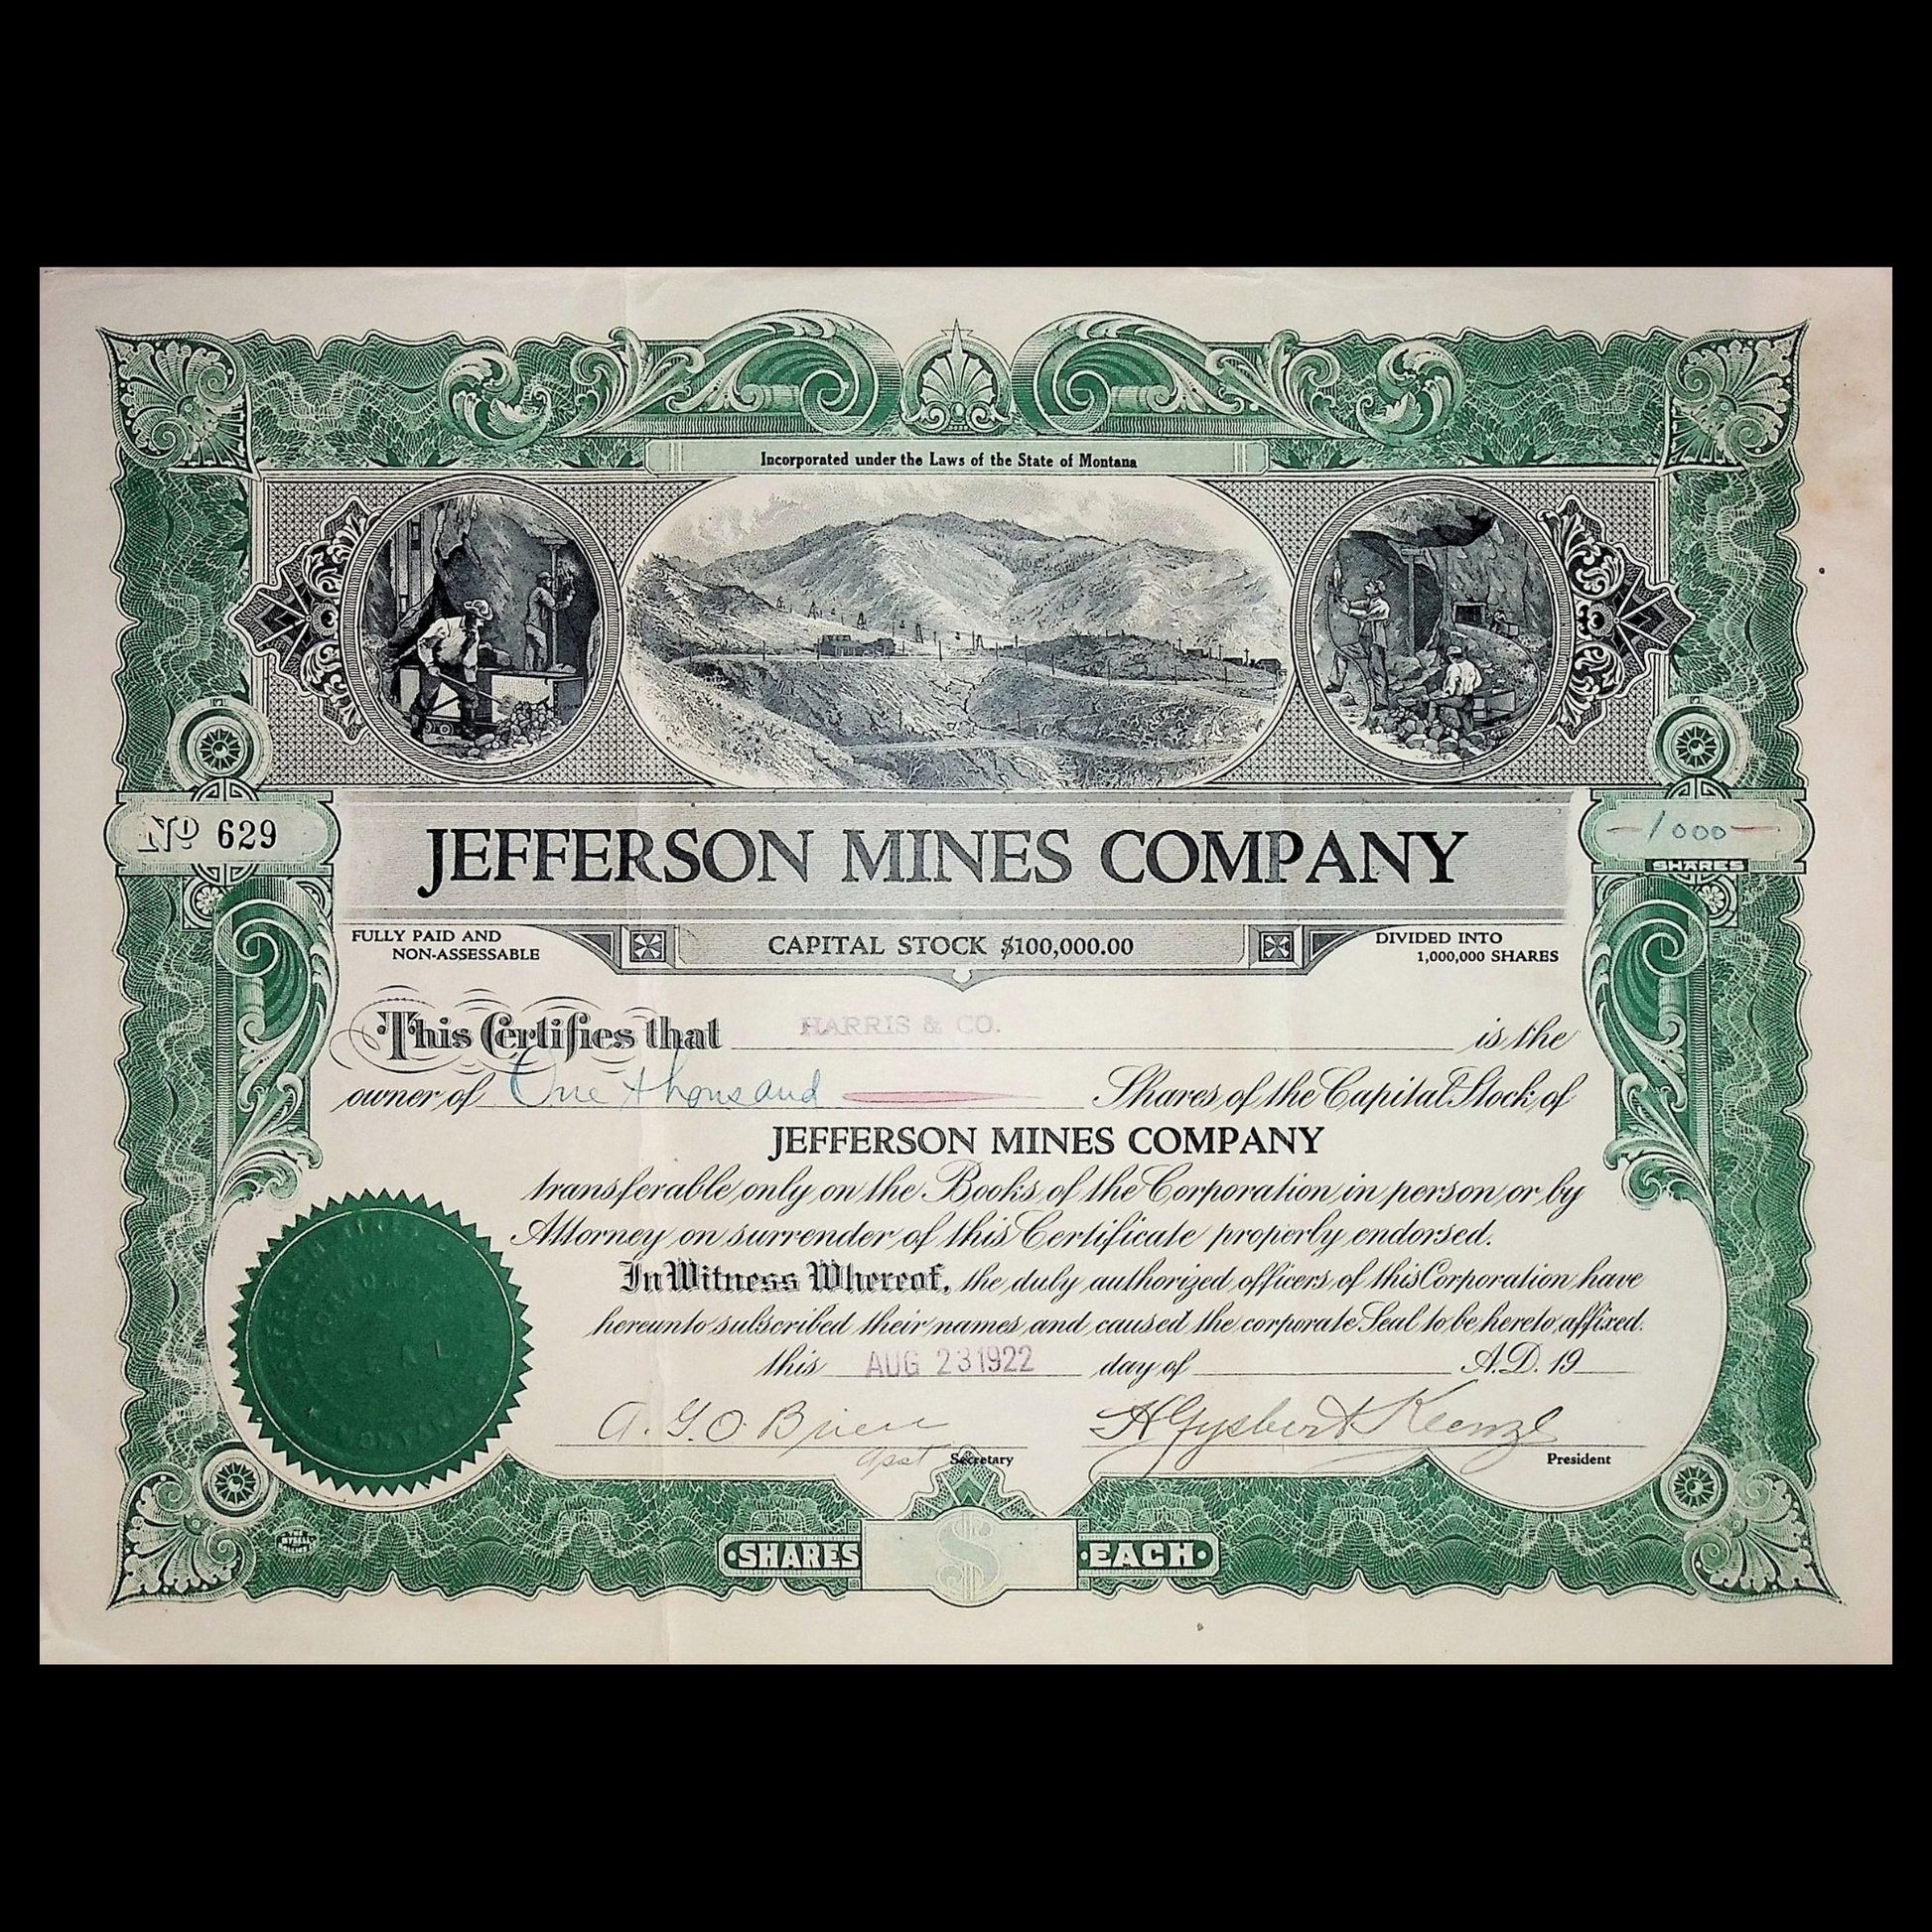 Incorporated under the Laws of the State of Montana
Nº 629
1000
SHARES
JEFFERSON MINES COMPANY
FULLY PAID AND
NON-ASSESSABLE
CAPITAL STOCK $100,000.00
DIVIDED INTO
1,000,000 SHARES
This Certifies that HARRIS & CO. is the
owner of One thousand Shares of the Capital Stock of
JEFFERSON MINES COMPANY
transferable only on the Books of the Corporation in person or by
Attorney on surrender of this Certificate properly endorsed.
In Witness Whereof, the duly authorized officers of this Corporation have
hereunto subscribed their names and caused the corporate Seal to be hereto affixed.
this AUG 23 1922 day of A.D. 19
A. G. O'Brien
Asst Secretary
President
SHARES $ EACH